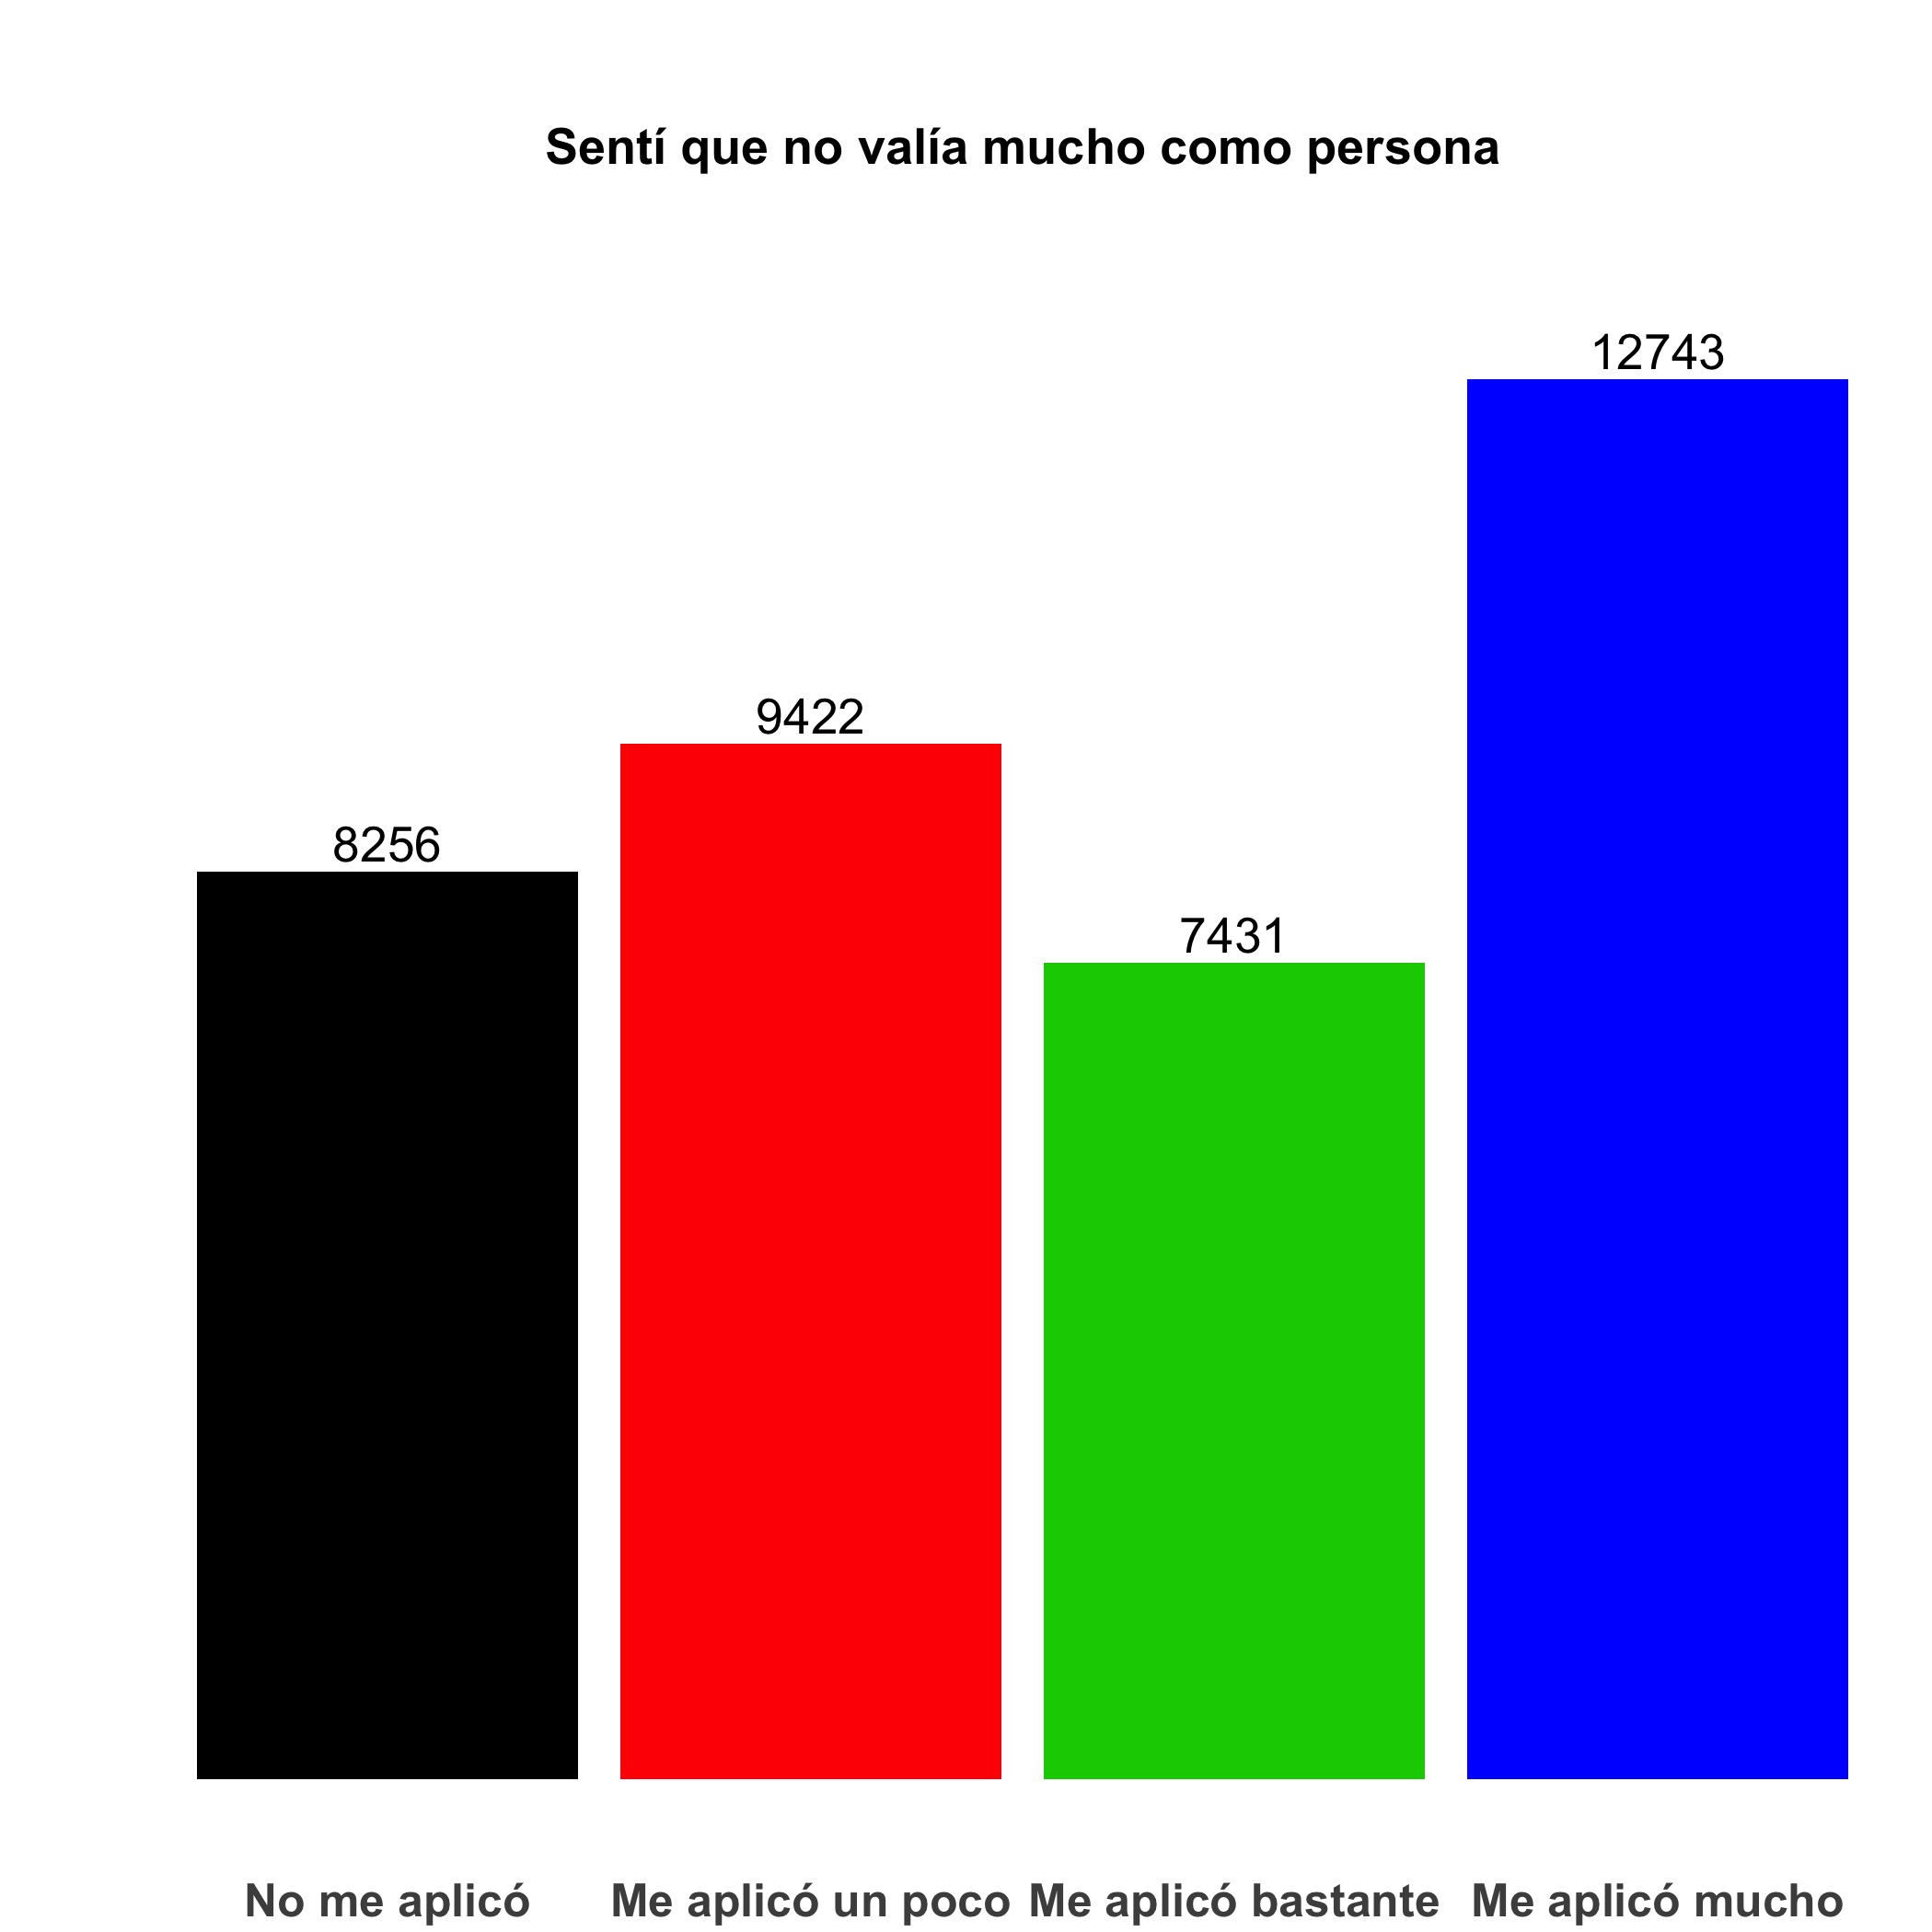 Sentí que no valía mucho como persona
12743
9422
8256
7431
No me aplicó Me aplicó un poco Me aplicó bastante Me aplicó mucho